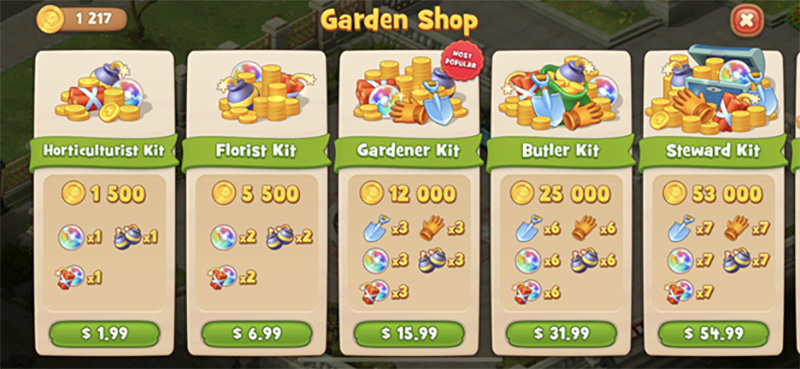 1 217
Garden Shop
MOST
POPULAR
Horticulturist Kit
1 500
x1
x1
x1
$ 1.99
Florist Kit
5 500
x2
x2
x2
$ 6.99
Gardener Kit
12 000
x3
x3
x3
x3
x3
$ 15.99
Butler Kit
25 000
x6
x6
x6
x6
x6
$ 31.99
Steward Kit
53 000
x7
x7
x7
x7
x7
$ 54.99